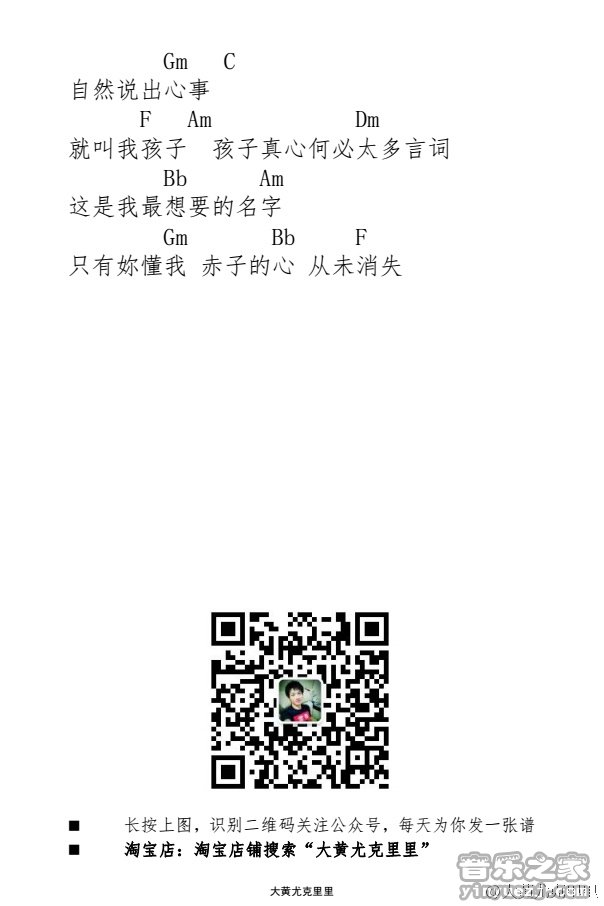 Gm C
自然说出心事
F Am Dm
就叫我孩子 孩子真心何必太多言词
Bb Am
这是我最想要的名字
Gm Bb F
只有妳懂我 赤子的心 从未消失
■ 长按上图，识别二维码关注公众号，每天为你发一张谱
■ 淘宝店：淘宝店铺搜索“大黄尤克里里”
音乐之家
大黄尤克里里